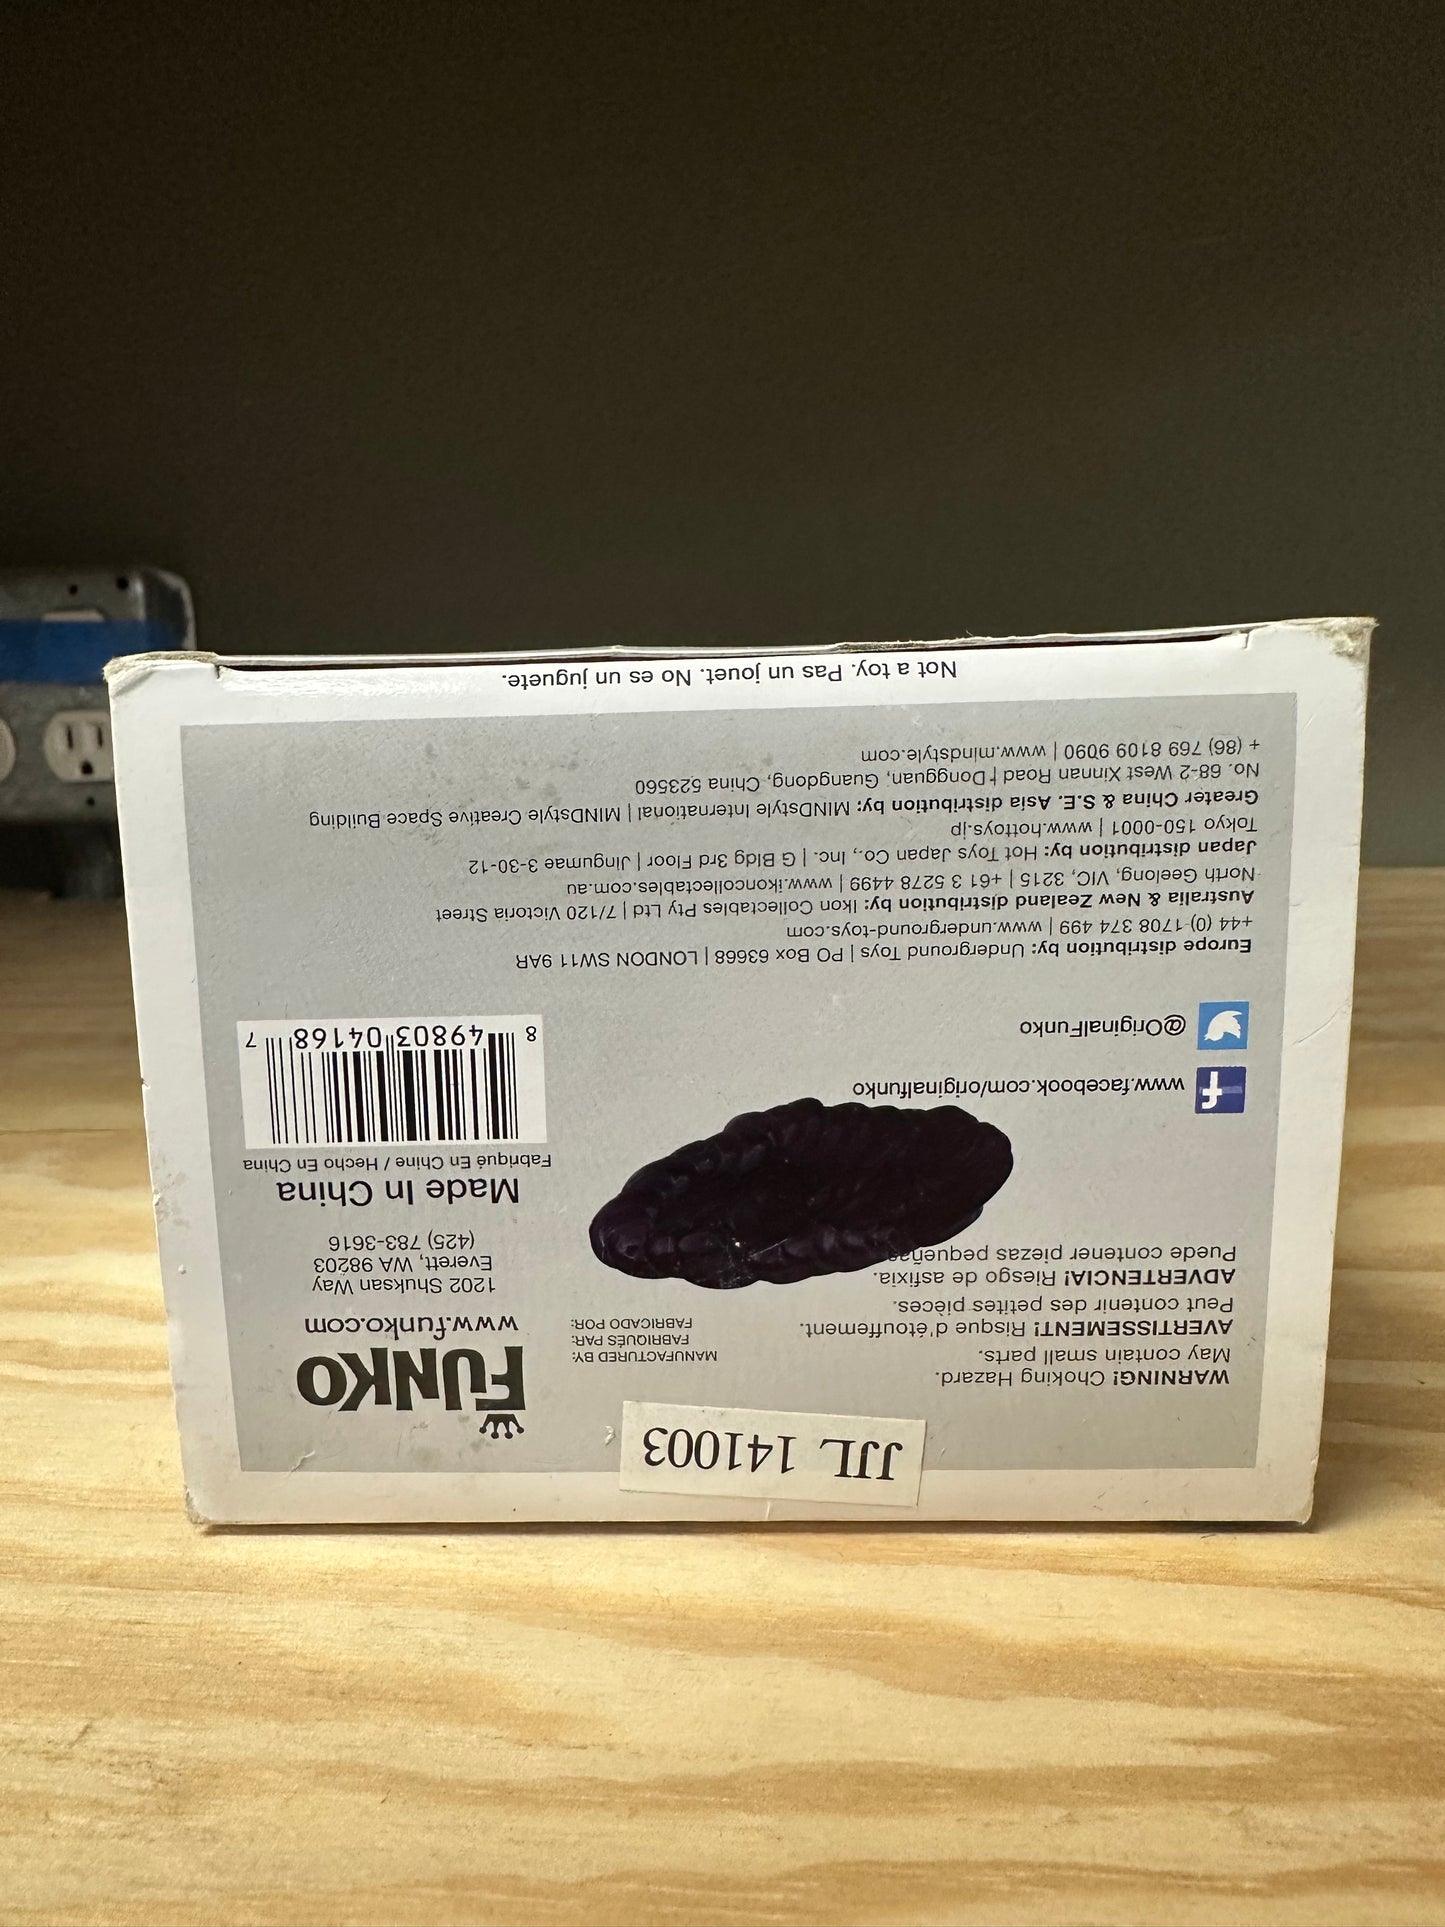 JJL 141003
WARNING! Choking Hazard.
May contain small parts.
AVERTISSEMENT! Risque d'étouffement.
Peut contenir des petites pièces.
ADVERTENCIA! Riesgo de asfixia.
Puede contener piezas pequeñas
MANUFACTURED BY:
FABRIQUÉS PAR:
FABRICADO POR:
FUNKO
www.funko.com
1202 Shuksan Way
Everett, WA 98203
(425) 783-3616
Made In China
Fabriqué En Chine / Hecho En China
8 49803 04168 7
www.facebook.com/originalfunko
@OriginalFunko
Europe distribution by: Underground Toys | PO Box 63668 | LONDON SW11 9AR
+44 (0) 1708 374 499 | www.underground-toys.com
Australia & New Zealand distribution by: Ikon Collectables Pty Ltd | 7/120 Victoria Street
North Geelong, VIC, 3215 | +61 3 5278 4499 | www.ikoncollectables.com.au
Japan distribution by: Hot Toys Japan Co., Inc. | G Bldg 3rd Floor | Jingumae 3-30-12
Tokyo 150-0001 | www.hottoys.jp
Greater China & S.E. Asia distribution by: MINDstyle International | MINDstyle Creative Space Building
No. 68-2 West Xinnan Road | Dongguan, Guangdong, China 523560
+ (86) 769 8109 9090 | www.mindstyle.com
Not a toy. Pas un jouet. No es un juguete.